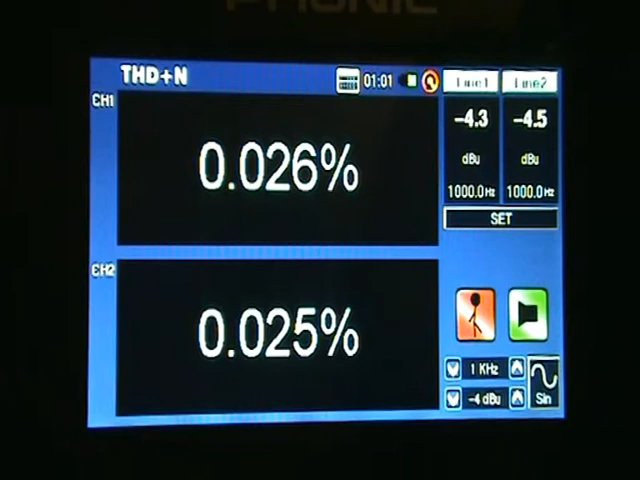 PHONIC
THD+N
01:01
Line1
Line2
CH1
0.026%
-4.3
-4.5
dBu
dBu
1000.0Hz
1000.0Hz
SET
CH2
0.025%
1 KHz
-4 dBu
Sin